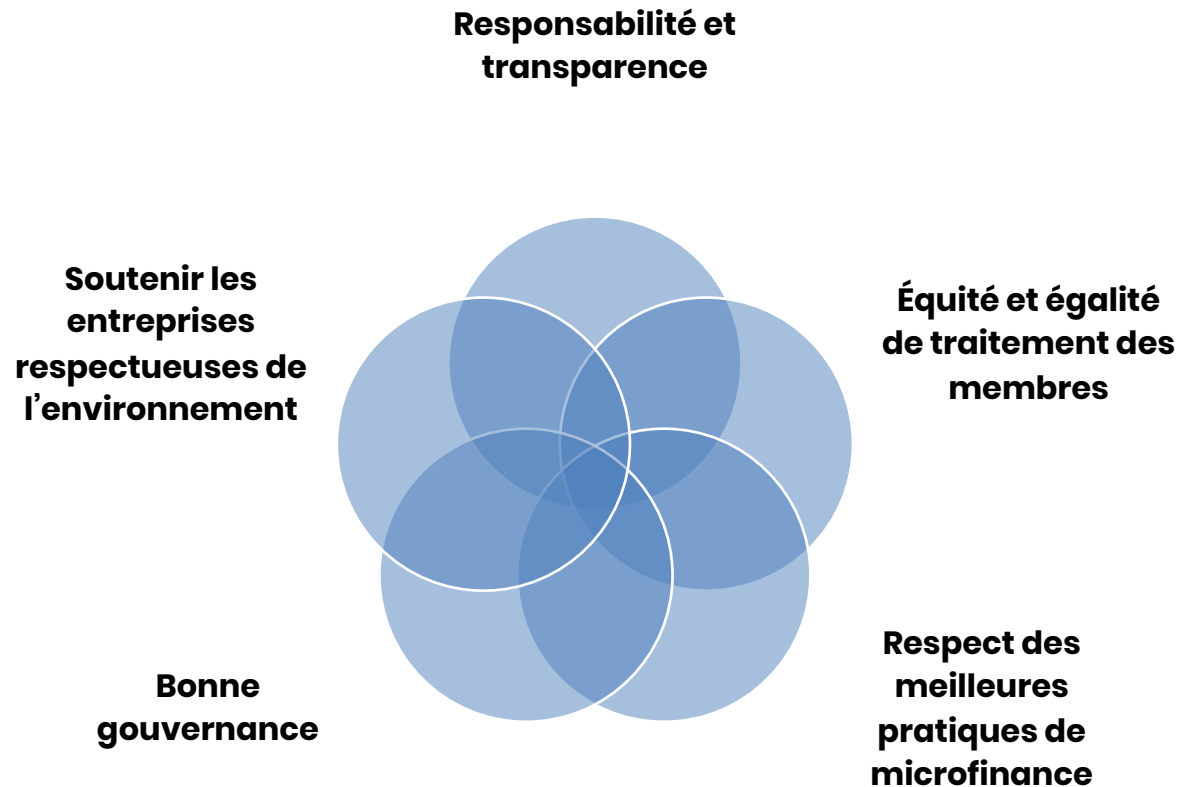 Responsabilité et
transparence
Équité et égalité
de traitement des
membres
Respect des
meilleures
pratiques de
microfinance
Bonne
gouvernance
Soutenir les
entreprises
respectueuses de
l’environnement